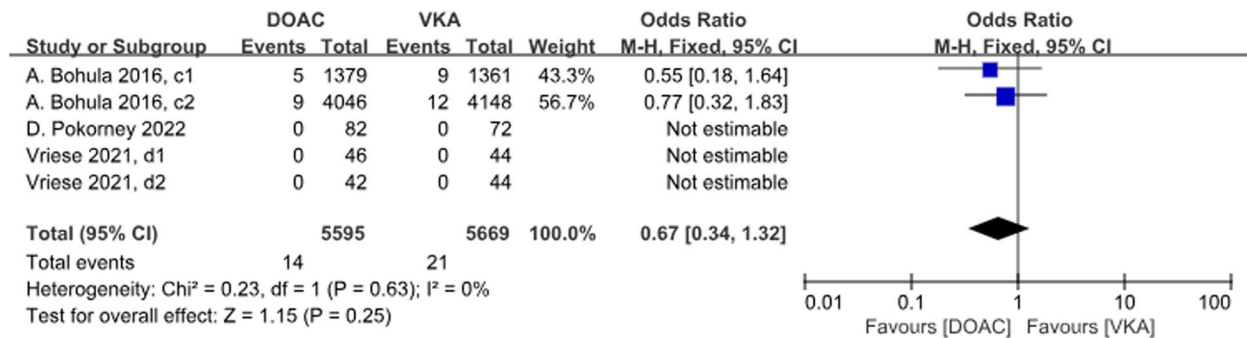 DOAC VKA Odds Ratio Odds Ratio
Study or Subgroup Events Total Events Total Weight M-H, Fixed, 95% CI M-H, Fixed, 95% CI
A. Bohula 2016, c1 5 1379 9 1361 43.3% 0.55 [0.18, 1.64]
A. Bohula 2016, c2 9 4046 12 4148 56.7% 0.77 [0.32, 1.83]
D. Pokorney 2022 0 82 0 72 Not estimable
Vriese 2021, d1 0 46 0 44 Not estimable
Vriese 2021, d2 0 42 0 44 Not estimable
Total (95% CI) 5595 5669 100.0% 0.67 [0.34, 1.32]
Total events 14 21
Heterogeneity: Chi² = 0.23, df = 1 (P = 0.63); I² = 0%
Test for overall effect: Z = 1.15 (P = 0.25)
0.01 0.1 1 10 100
Favours [DOAC] Favours [VKA]